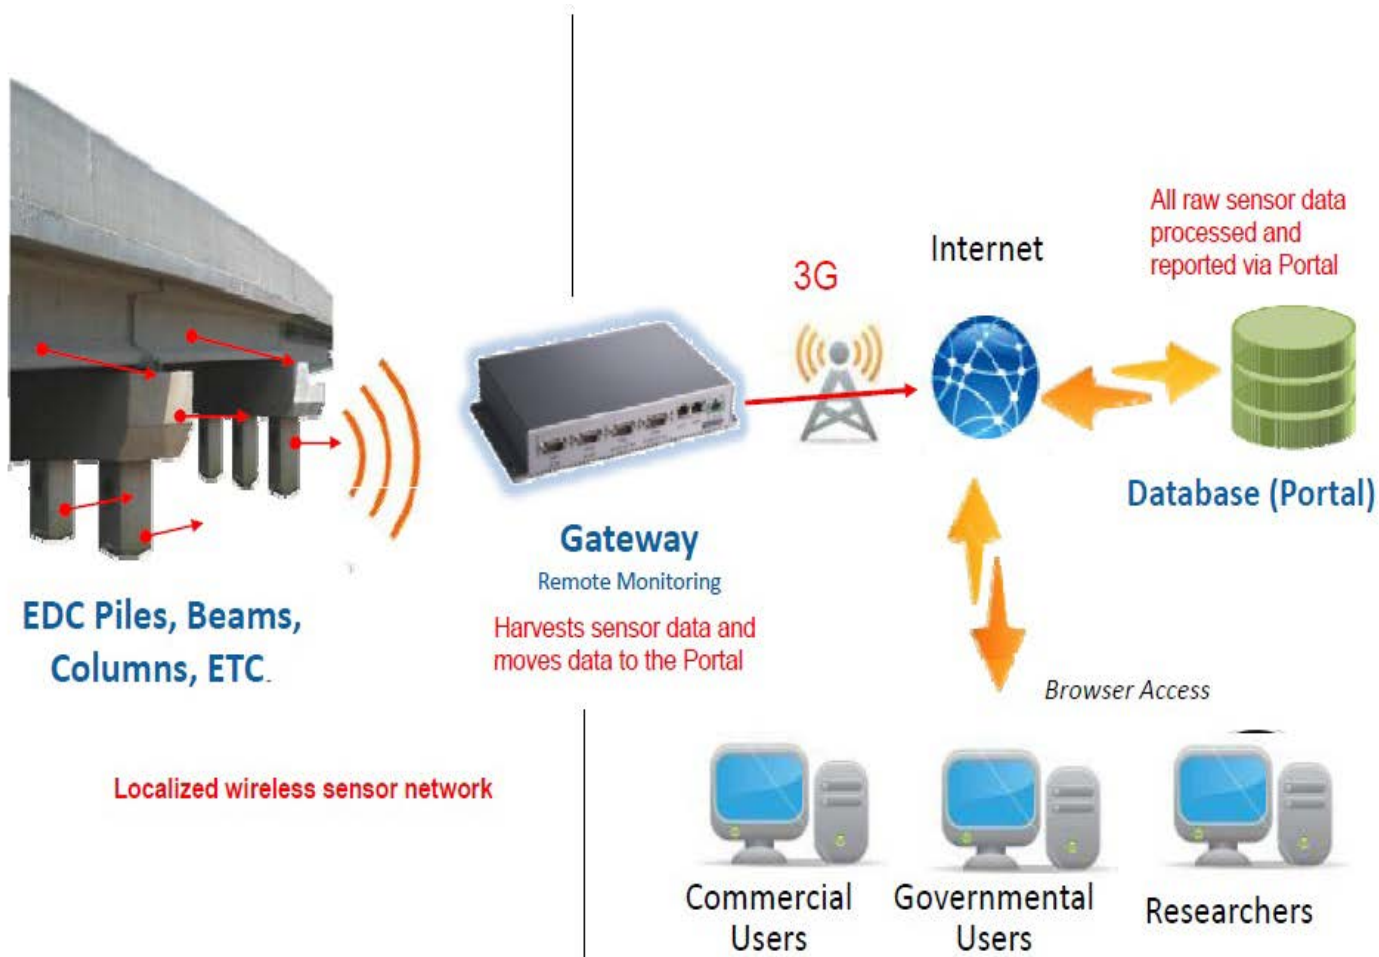 All raw sensor data
processed and
reported via Portal
Internet
3G
Database (Portal)
Gateway
Remote Monitoring
Harvests sensor data and
moves data to the Portal
EDC Piles, Beams,
Columns, ETC.
Browser Access
Localized wireless sensor network
Commercial
Users
Governmental
Users
Researchers